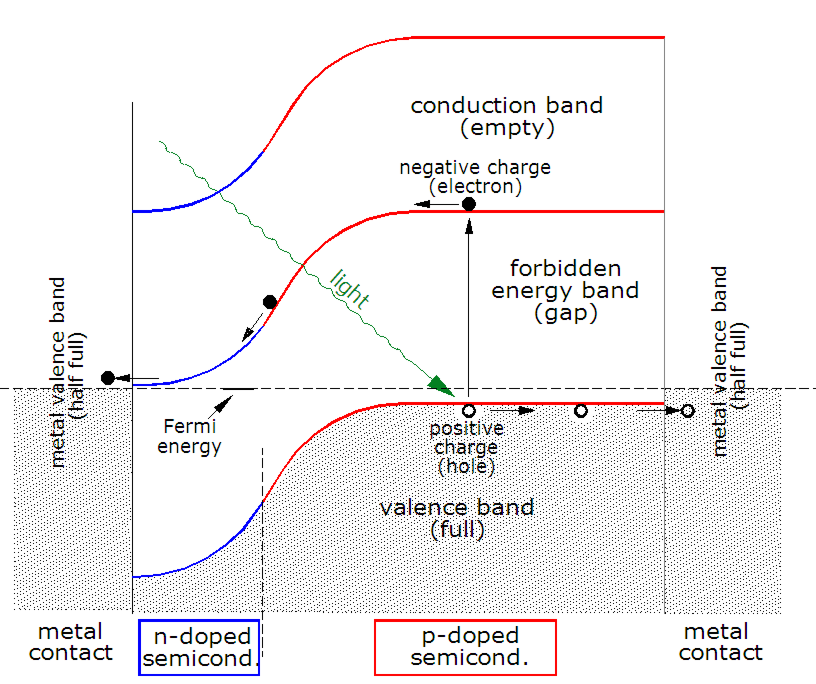 conduction band
(empty)
negative charge
(electron)
forbidden
energy band
(gap)
light
metal valence band
(half full)
metal valence band
(half full)
Fermi
energy
positive
charge
(hole)
valence band
(full)
metal
contact
n-doped
semicond.
p-doped
semicond.
metal
contact